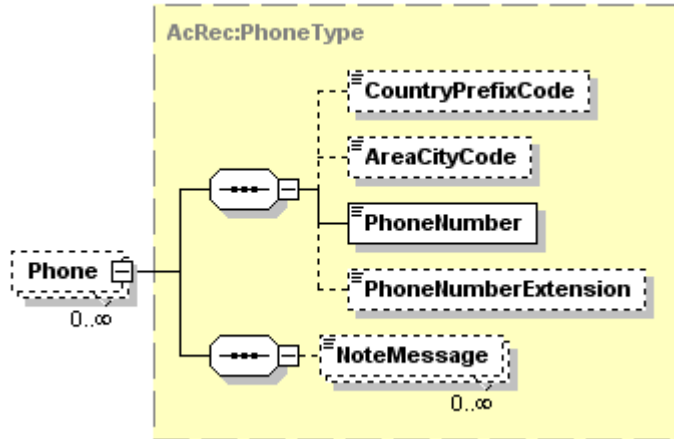 AcRec:PhoneType
CountryPrefixCode
AreaCityCode
PhoneNumber
Phone
PhoneNumberExtension
0..∞
NoteMessage
0..∞